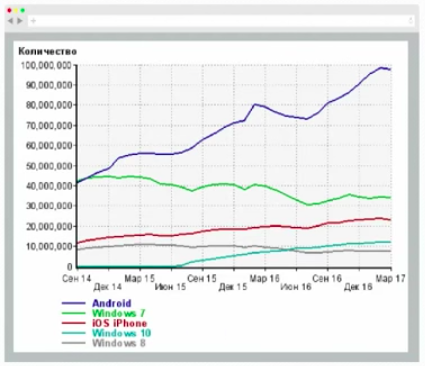 Количество
100,000,000
90,000,000
80,000,000
70,000,000
60,000,000
50,000,000
40,000,000
30,000,000
20,000,000
10,000,000
0
Сен 14 Мар 15 Сен 15 Мар 16 Сен 16 Мар 17
Дек 14 Июн 15 Дек 15 Июн 16 Дек 16
Android
Windows 7
iOS iPhone
Windows 10
Windows 8